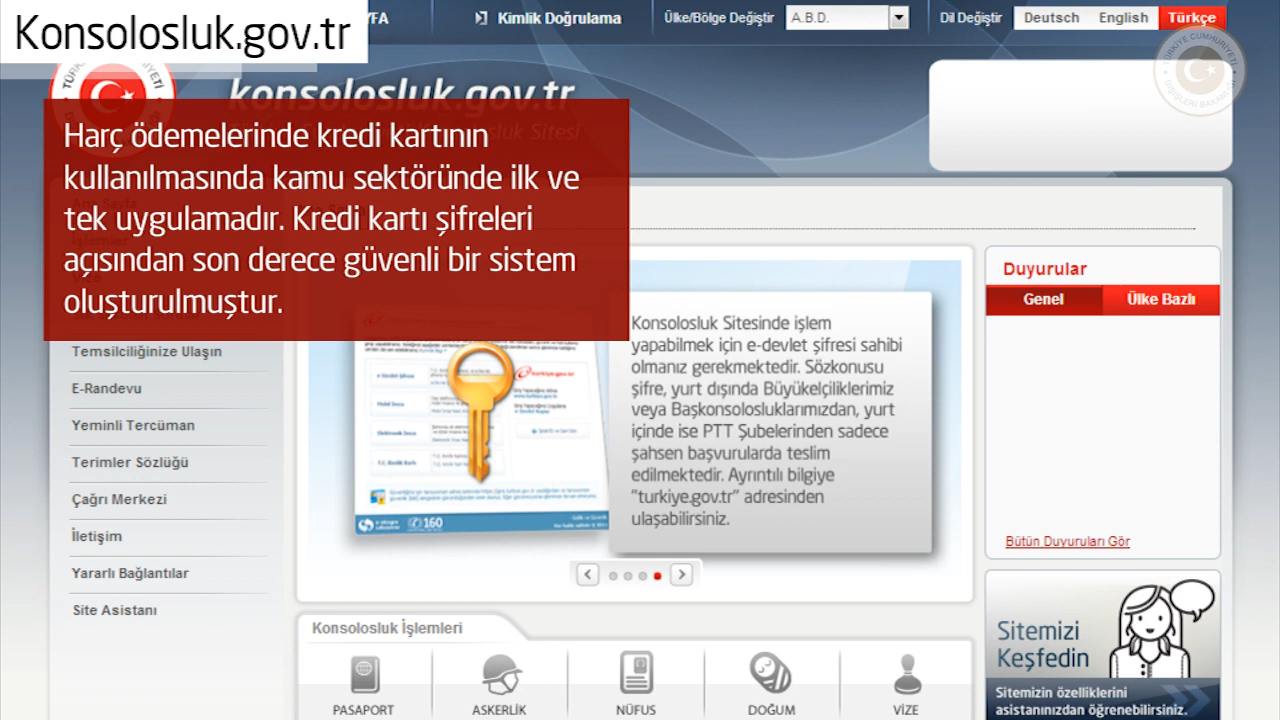 Konsolosluk.gov.tr
Kimlik Doğrulama
Ülke/Bölge Değiştir
A.B.D.
Dil Değiştir
Deutsch
English
Türkçe
konsolosluk.gov.tr
Harç ödemelerinde kredi kartının
kullanılmasında kamu sektöründe ilk ve
tek uygulamadır. Kredi kartı şifreleri
açısından son derece güvenli bir sistem
oluşturulmuştur.
Temsilciliğinize Ulaşın
E-Randevu
Yeminli Tercüman
Terimler Sözlüğü
Çağrı Merkezi
İletişim
Yararlı Bağlantılar
Site Asistanı
Konsolosluk Sitesinde işlem
yapabilmek için e-devlet şifresi sahibi
olmanız gerekmektedir. Sözkonusu
şifre, yurt dışında Büyükelçiliklerimiz
veya Başkonsolosluklarımızdan, yurt
içinde ise PTT Şubelerinden sadece
şahsen başvurularda teslim
edilmektedir. Ayrıntılı bilgiye
"turkiye.gov.tr" adresinden
ulaşabilirsiniz.
160
Duyurular
Genel
Ülke Bazlı
Bütün Duyuruları Gör
Konsolosluk İşlemleri
PASAPORT
ASKERLİK
NÜFUS
DOĞUM
VİZE
Sitemizi
Keşfedin
Sitemizin özelliklerini
asistanınızdan öğrenebilirsiniz.